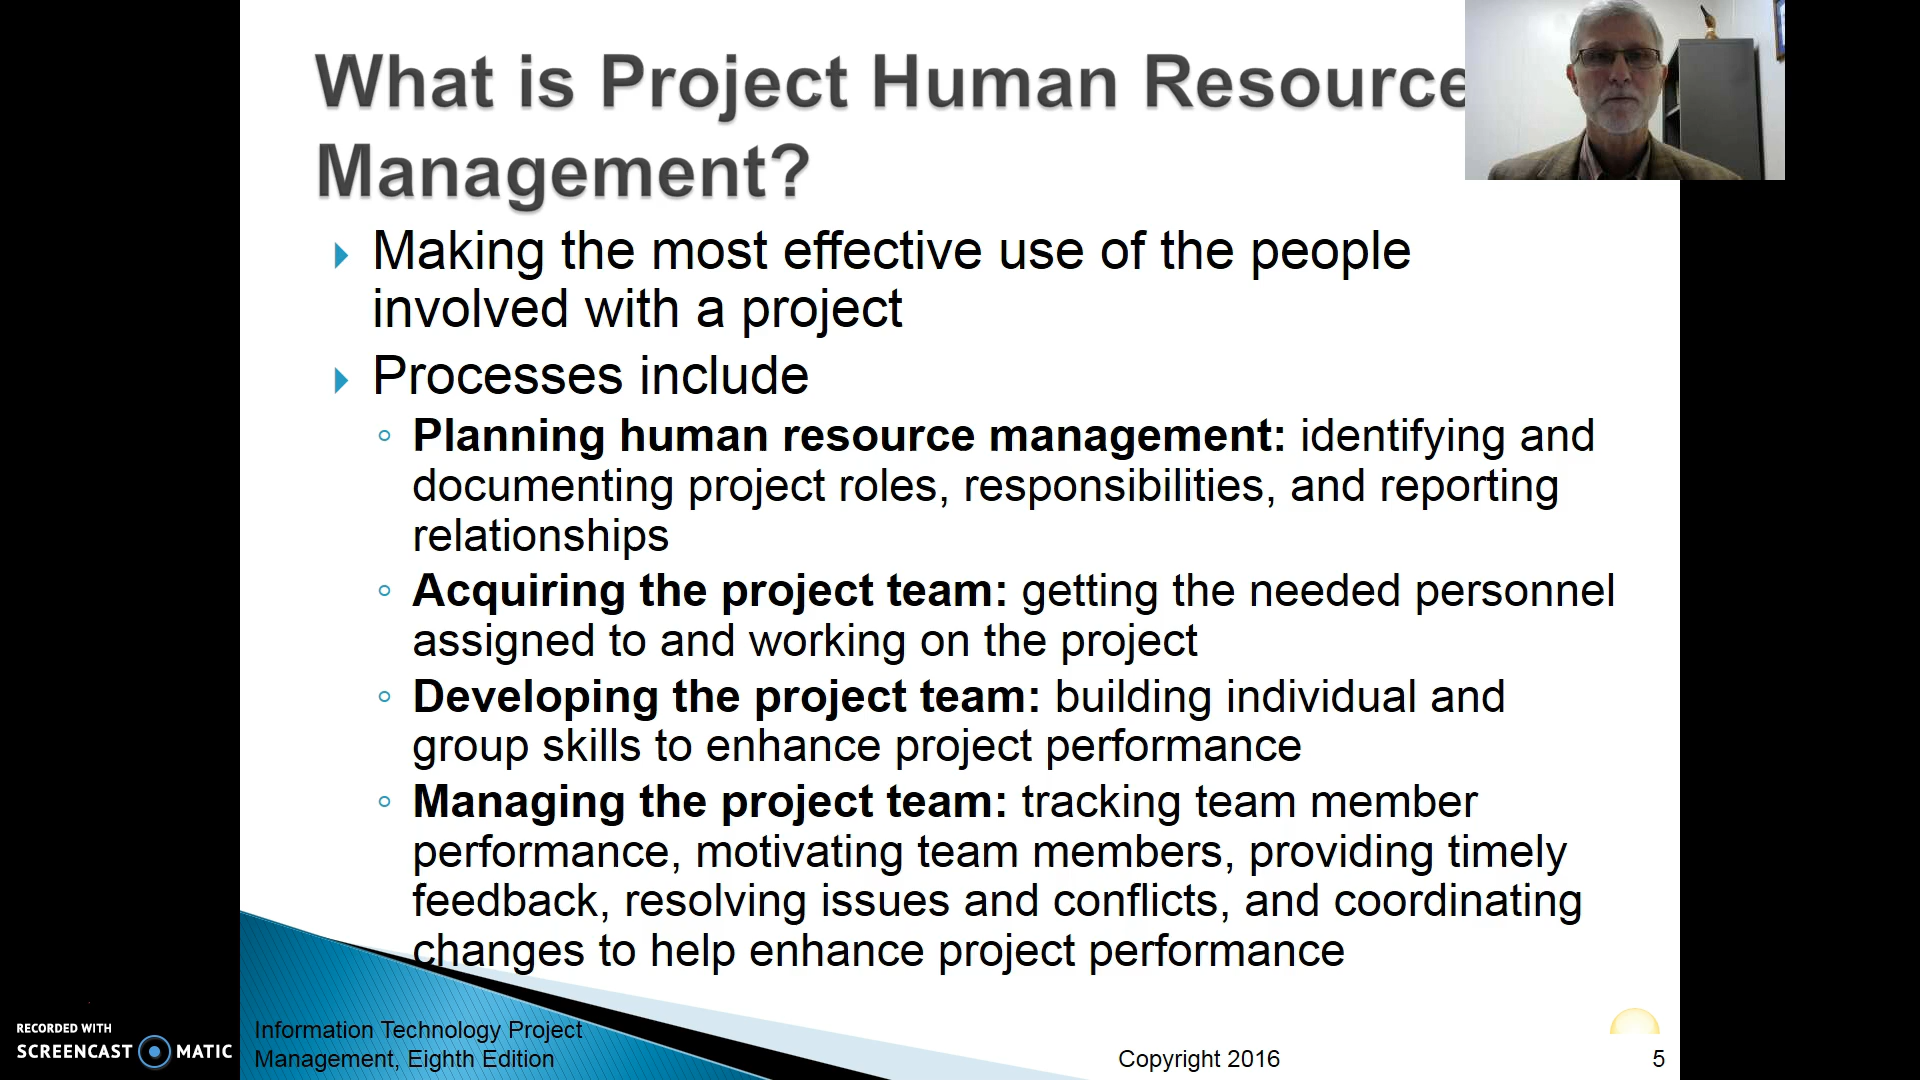 What is Project Human Resource
Management?
Making the most effective use of the people
involved with a project
Processes include
Planning human resource management: identifying and
documenting project roles, responsibilities, and reporting
relationships
Acquiring the project team: getting the needed personnel
assigned to and working on the project
Developing the project team: building individual and
group skills to enhance project performance
Managing the project team: tracking team member
performance, motivating team members, providing timely
feedback, resolving issues and conflicts, and coordinating
changes to help enhance project performance
RECORDED WITH
SCREENCAST MATIC
Information Technology Project
Management, Eighth Edition
Copyright 2016
5